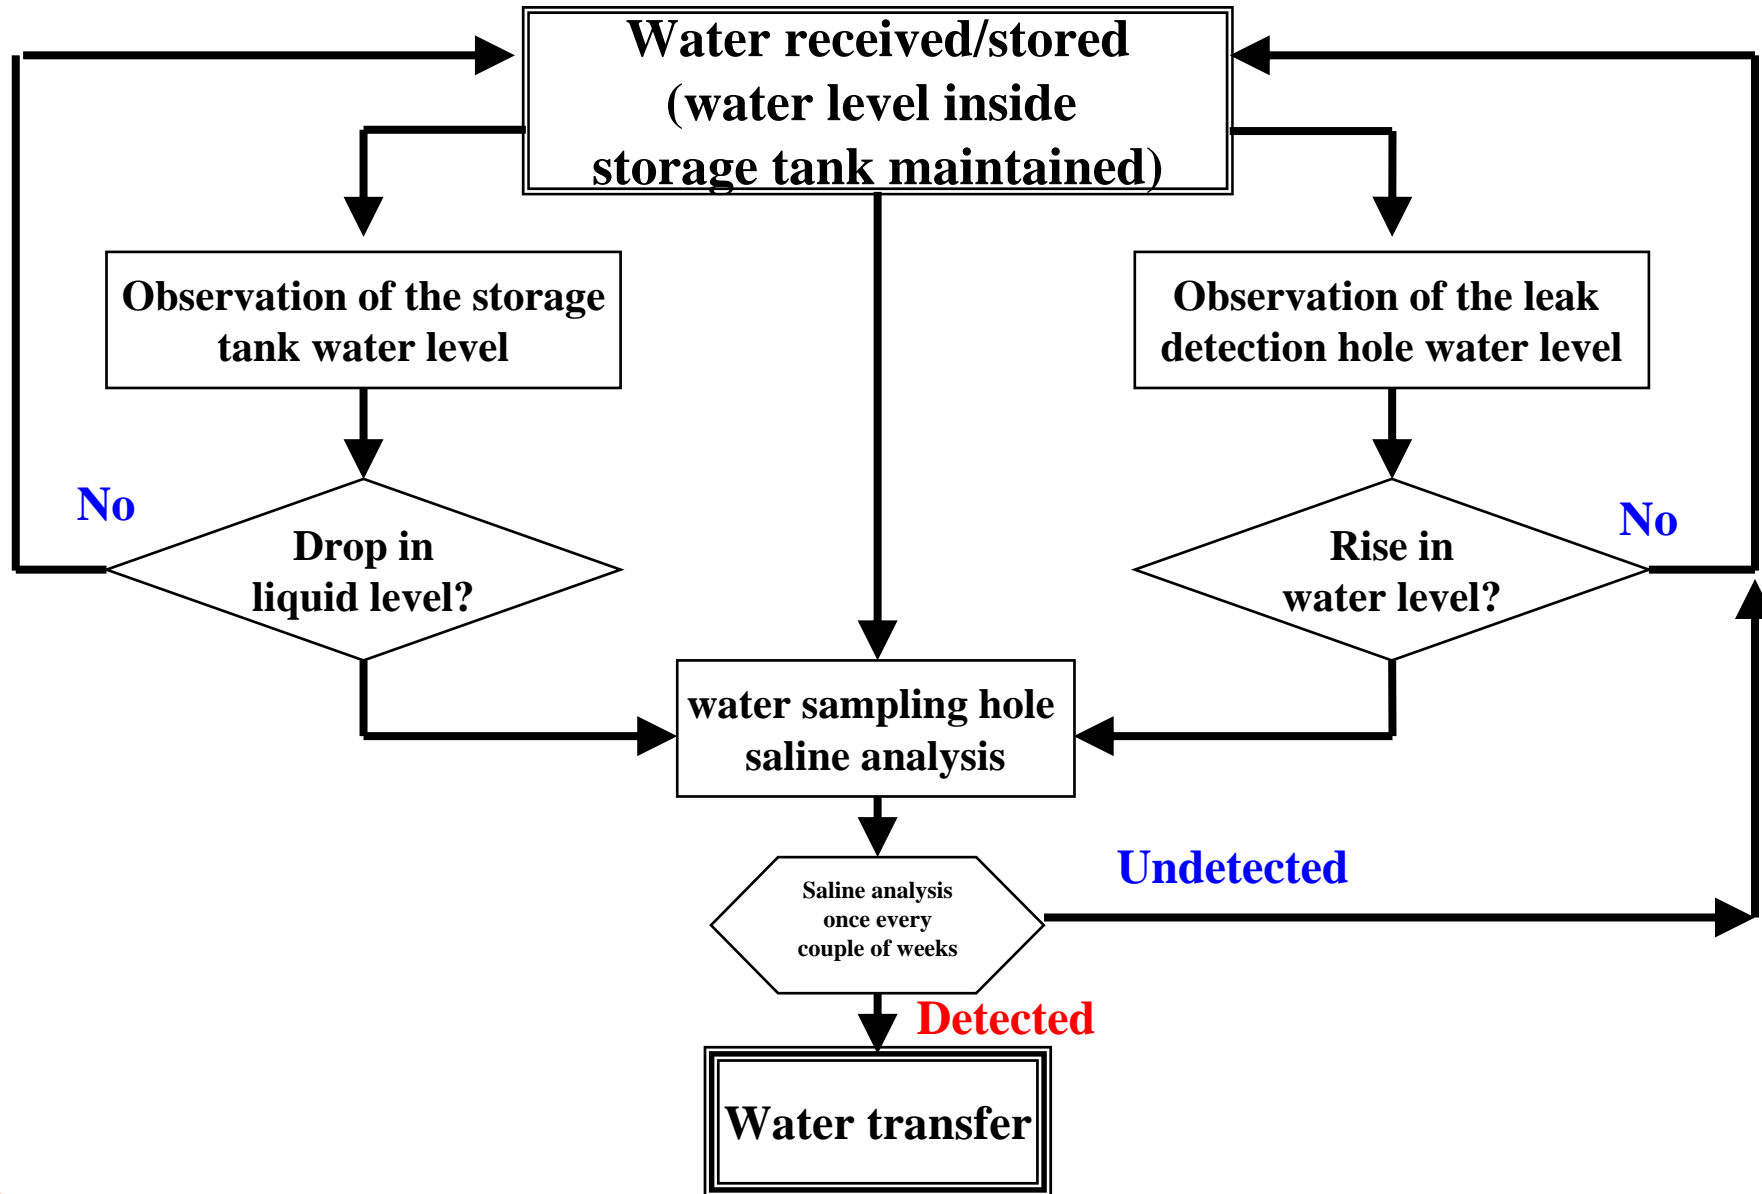 Water received/stored
(water level inside
storage tank maintained)
Observation of the storage
tank water level
Observation of the leak
detection hole water level
No
Drop in
liquid level?
Rise in
water level?
No
water sampling hole
saline analysis
Saline analysis
once every
couple of weeks
Undetected
Detected
Water transfer